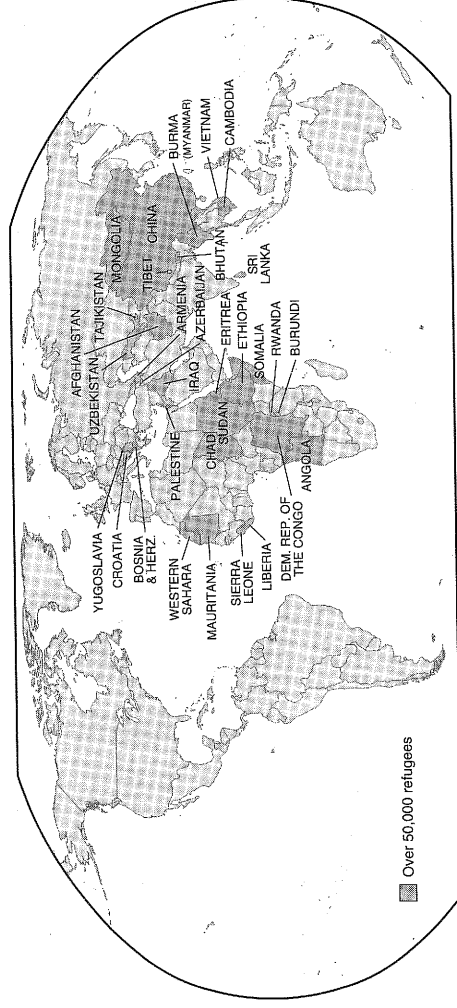 YUGOSLAVIA
CROATIA
BOSNIA
& HERZ.
WESTERN
SAHARA
MAURITANIA
SIERRA
LEONE
LIBERIA
DEM. REP. OF
THE CONGO
ANGOLA
PALESTINE
CHAD
SUDAN
IRAQ
UZBEKISTAN
AFGHANISTAN
TAJIKISTAN
ARMENIA
AZERBAIJAN
ERITREA
ETHIOPIA
SOMALIA
RWANDA
BURUNDI
MONGOLIA
TIBET
CHINA
BHUTAN
SRI
LANKA
BURMA
(MYANMAR)
VIETNAM
CAMBODIA
Over 50,000 refugees